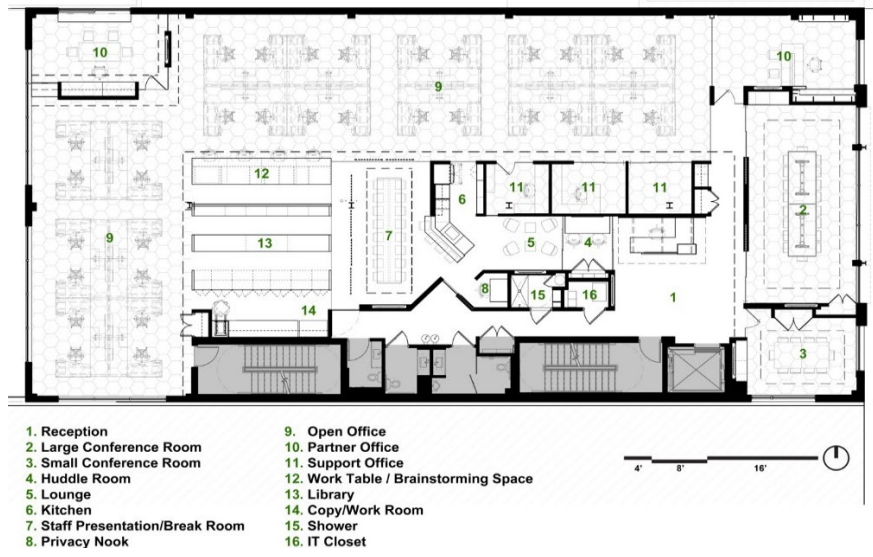 10
10
9
12
11
11
11
2
6
9
13
7
5
4
8
15
16
1
14
3
1. Reception
2. Large Conference Room
3. Small Conference Room
4. Huddle Room
5. Lounge
6. Kitchen
7. Staff Presentation/Break Room
8. Privacy Nook
9. Open Office
10. Partner Office
11. Support Office
12. Work Table / Brainstorming Space
13. Library
14. Copy/Work Room
15. Shower
16. IT Closet
4' 8' 16'